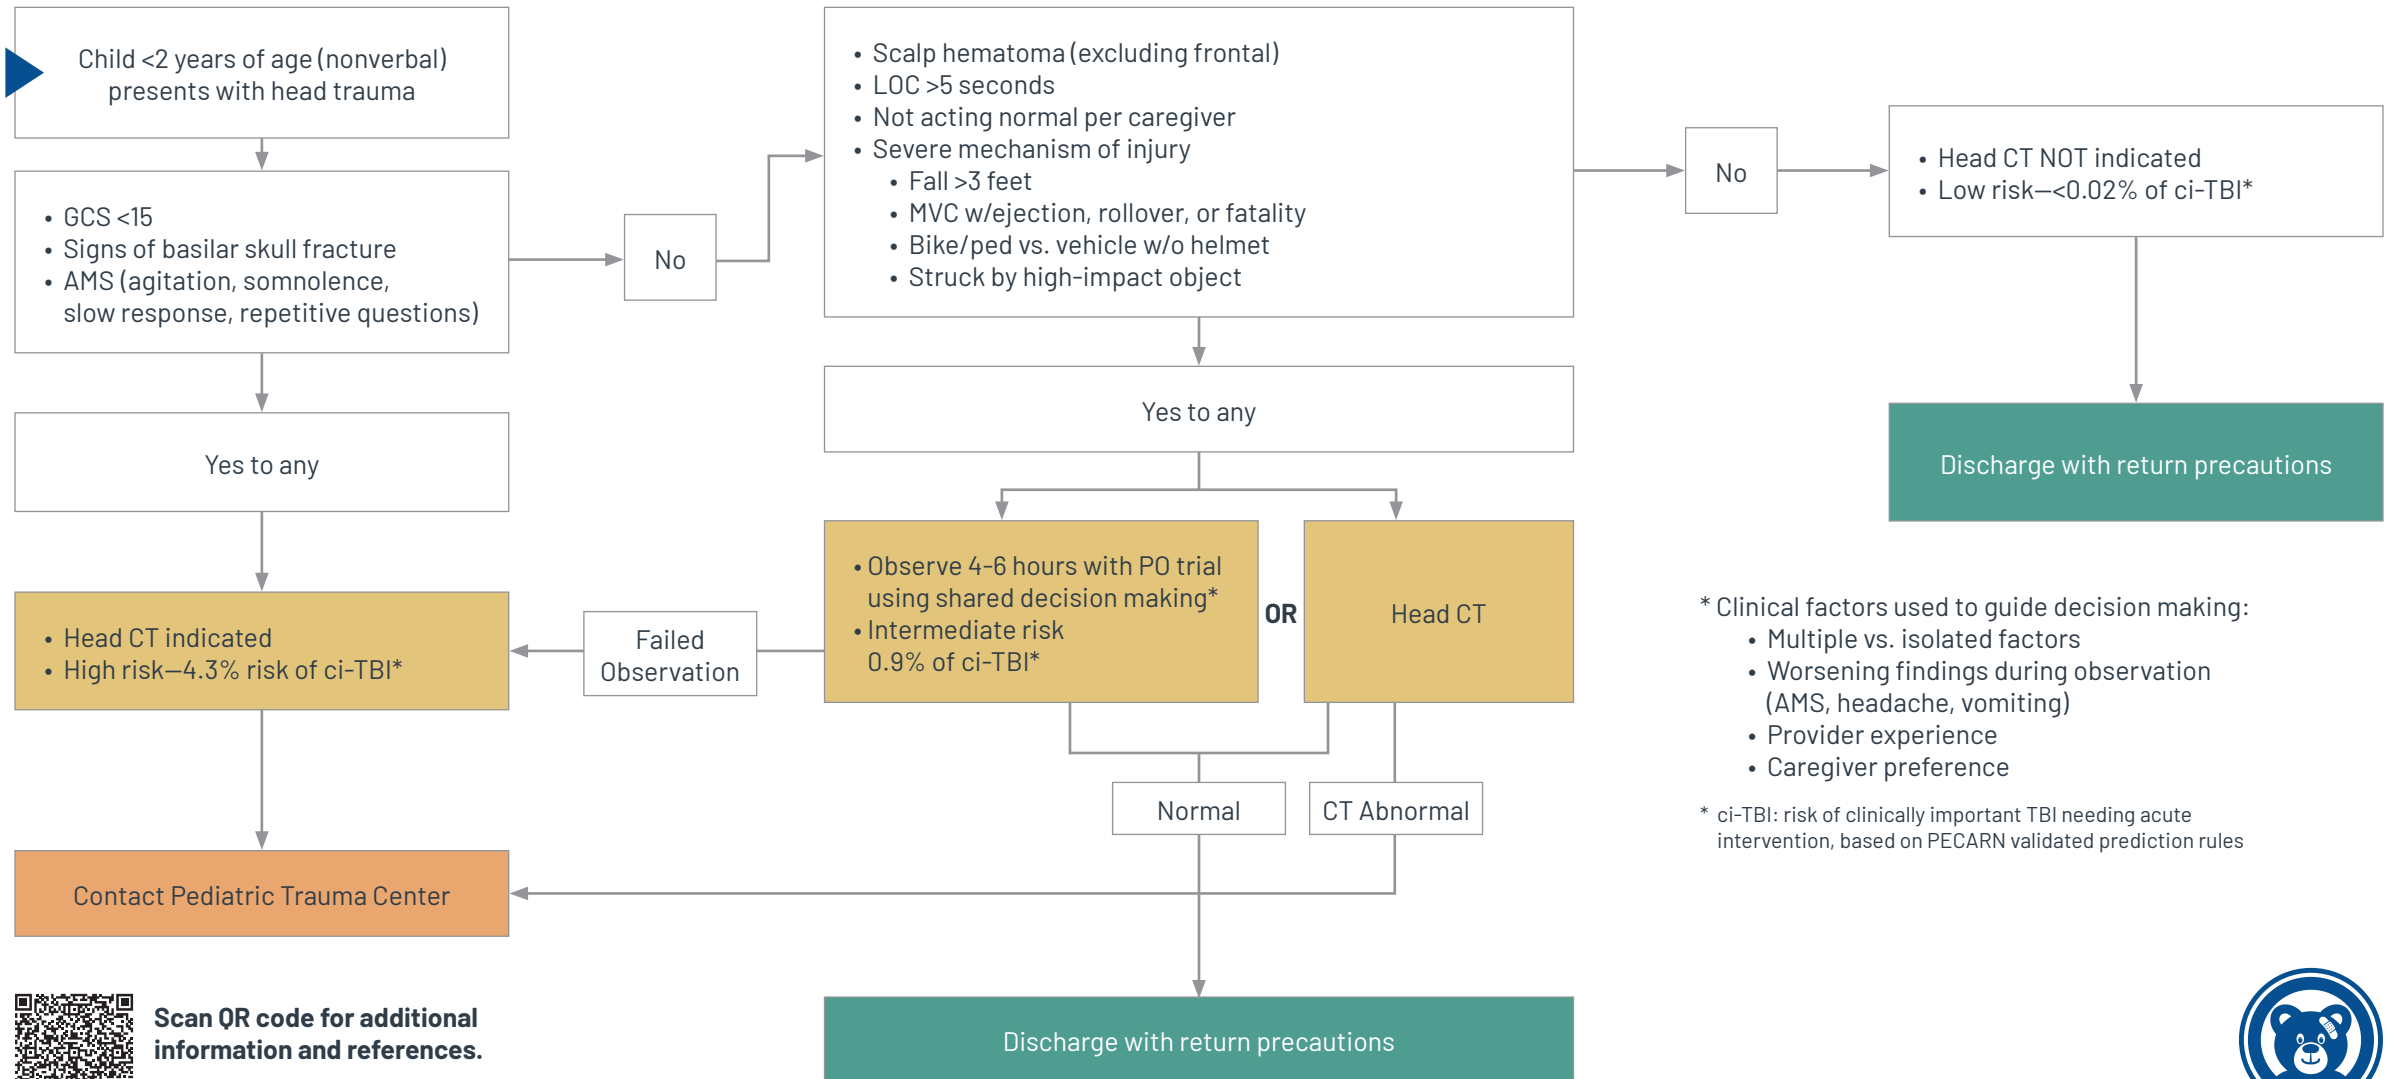 Child <2 years of age (nonverbal)
presents with head trauma
• GCS <15
• Signs of basilar skull fracture
• AMS (agitation, somnolence,
slow response, repetitive questions)
No
• Scalp hematoma (excluding frontal)
• LOC >5 seconds
• Not acting normal per caregiver
• Severe mechanism of injury
• Fall >3 feet
• MVC w/ejection, rollover, or fatality
• Bike/ped vs. vehicle w/o helmet
• Struck by high-impact object
No
• Head CT NOT indicated
• Low risk—<0.02% of ci-TBI*
Discharge with return precautions
Yes to any
Yes to any
• Head CT indicated
• High risk—4.3% risk of ci-TBI*
Failed
Observation
• Observe 4-6 hours with PO trial
using shared decision making*
• Intermediate risk
0.9% of ci-TBI*
OR
Head CT
Normal
CT Abnormal
Contact Pediatric Trauma Center
Discharge with return precautions
* Clinical factors used to guide decision making:
• Multiple vs. isolated factors
• Worsening findings during observation
(AMS, headache, vomiting)
• Provider experience
• Caregiver preference
* ci-TBI: risk of clinically important TBI needing acute
intervention, based on PECARN validated prediction rules
Scan QR code for additional
information and references.